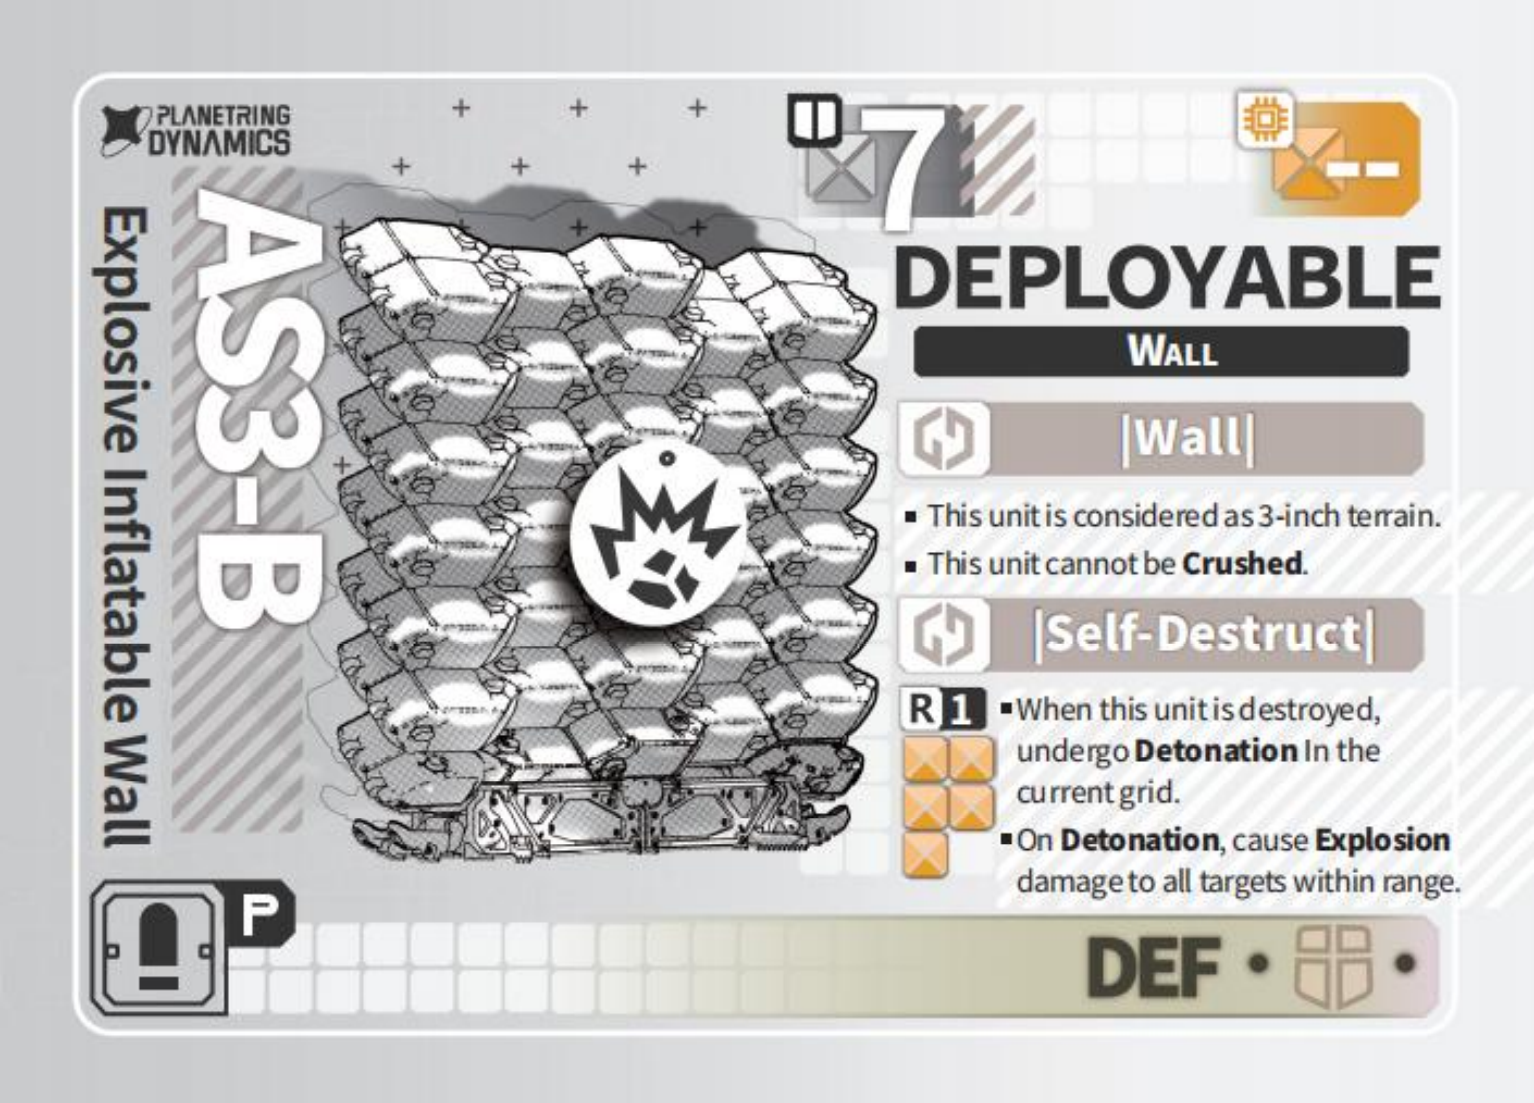 PLANETRING
DYNAMICS
Explosive Inflatable Wall
AS3-B
7
--
DEPLOYABLE
WALL
|Wall|
▪ This unit is considered as 3-inch terrain.
▪ This unit cannot be Crushed.
|Self-Destruct|
R 1
▪ When this unit is destroyed,
undergo Detonation In the
current grid.
▪ On Detonation, cause Explosion
damage to all targets within range.
P
DEF • •